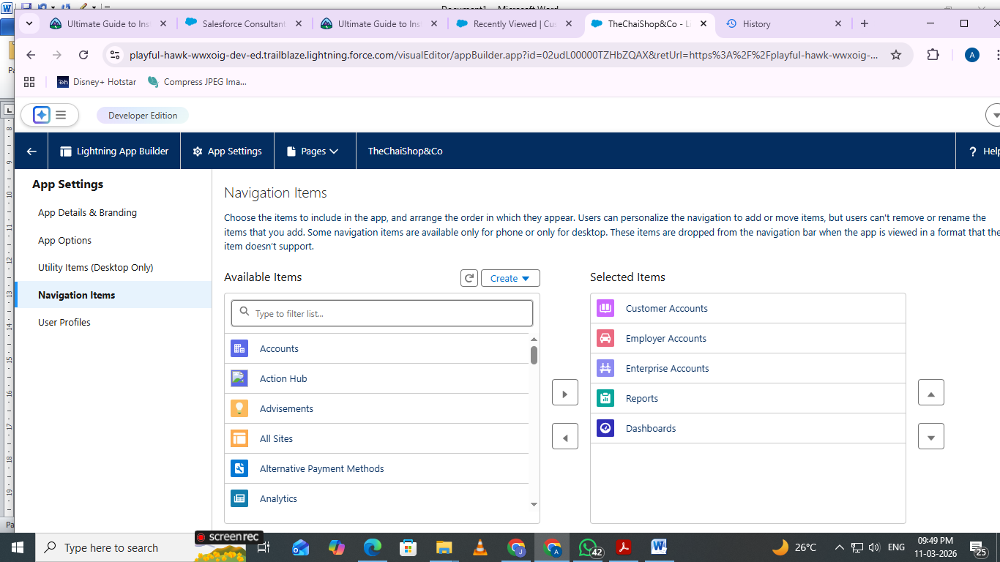 Document1 - Microsoft Word
Ultimate Guide to Ins
Salesforce Consultant
Ultimate Guide to Ins
Recently Viewed | Cus
TheChaiShop&Co - Li
History
playful-hawk-wwxoig-dev-ed.trailblaze.lightning.force.com/visualEditor/appBuilder.app?id=02udL00000TZHbZQAX&retUrl=https%3A%2F%2Fplayful-hawk-wwxoig-...
A
Disney+ Hotstar
Compress JPEG Ima...
Developer Edition
Lightning App Builder
App Settings
Pages
TheChaiShop&Co
? Help
App Settings
App Details & Branding
App Options
Utility Items (Desktop Only)
Navigation Items
User Profiles
Navigation Items
Choose the items to include in the app, and arrange the order in which they appear. Users can personalize the navigation to add or move items, but users can't remove or rename the
items that you add. Some navigation items are available only for phone or only for desktop. These items are dropped from the navigation bar when the app is viewed in a format that the
item doesn't support.
Available Items
Create
Type to filter list...
Accounts
Action Hub
Advisements
All Sites
Alternative Payment Methods
Analytics
Selected Items
Customer Accounts
Employer Accounts
Enterprise Accounts
Reports
Dashboards
Type here to search
screenrec
42
26°C
ENG
09:49 PM
11-03-2026
25